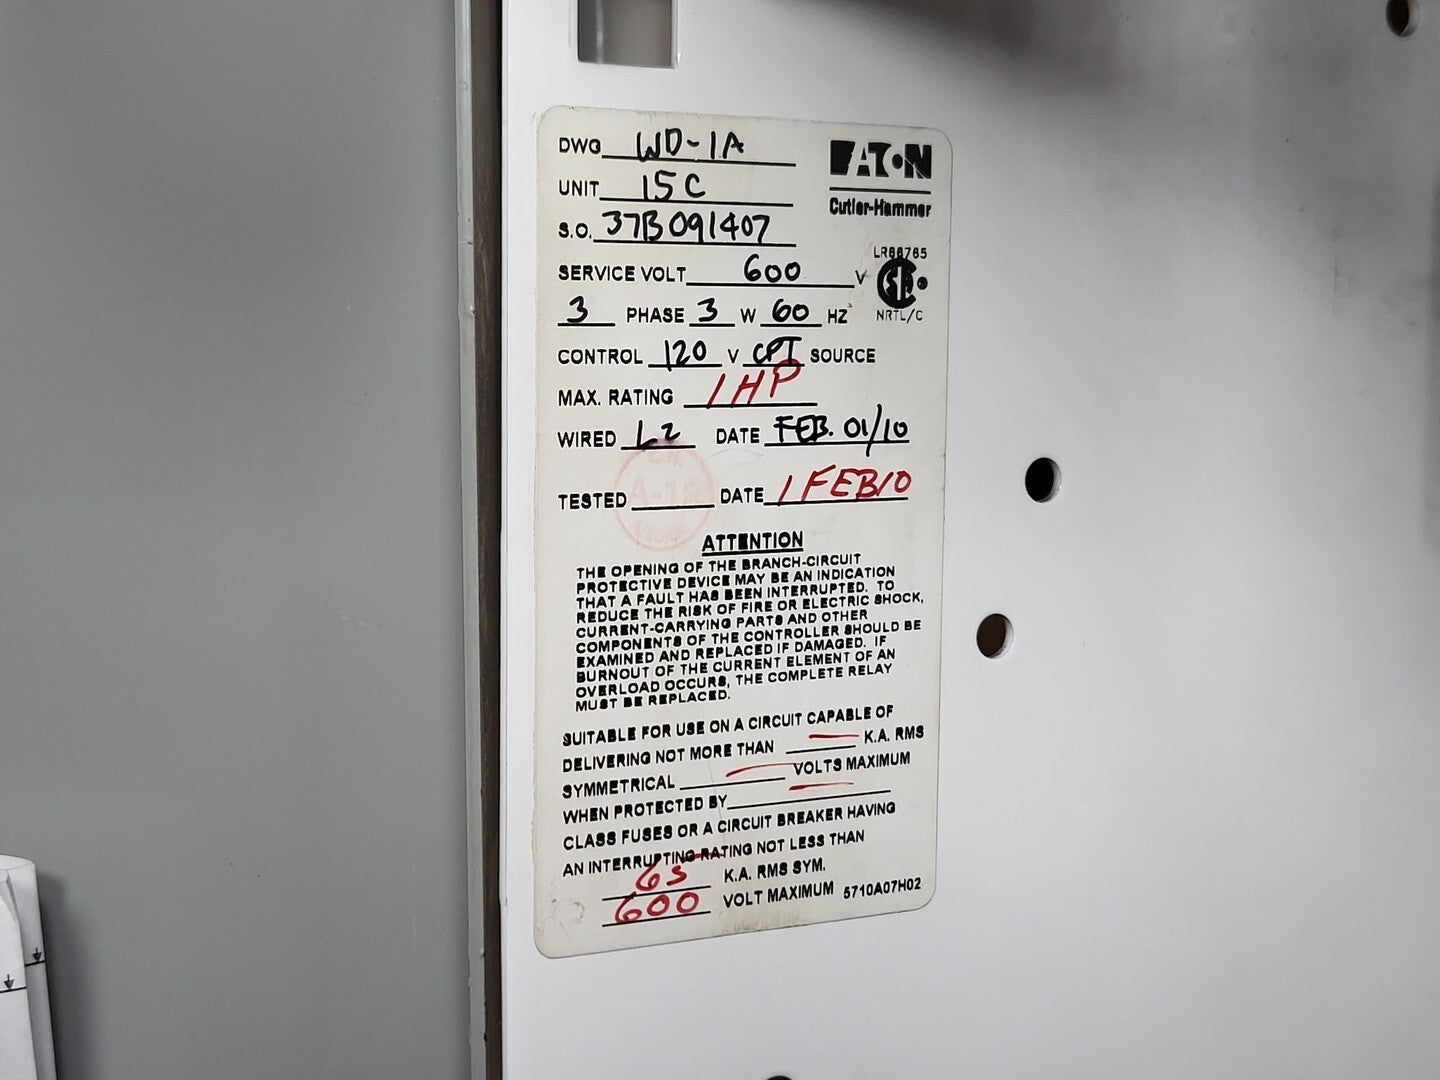 DWG WD-1A
EATON
Cutler-Hammer
UNIT 15C
S.O. 37B091407
LR86765
SERVICE VOLT 600 V
NRTL/C
3 PHASE 3 W 60 HZ
CONTROL 120 V CPT SOURCE
MAX. RATING 1HP
WIRED L2 DATE FEB. 01/10
TESTED DATE 1 FEB10
ATTENTION
THE OPENING OF THE BRANCH-CIRCUIT
PROTECTIVE DEVICE MAY BE AN INDICATION
THAT A FAULT HAS BEEN INTERRUPTED. TO
REDUCE THE RISK OF FIRE OR ELECTRIC SHOCK,
CURRENT-CARRYING PARTS AND OTHER
COMPONENTS OF THE CONTROLLER SHOULD BE
EXAMINED AND REPLACED IF DAMAGED. IF
BURNOUT OF THE CURRENT ELEMENT OF AN
OVERLOAD OCCURS, THE COMPLETE RELAY
MUST BE REPLACED.
SUITABLE FOR USE ON A CIRCUIT CAPABLE OF
DELIVERING NOT MORE THAN K.A. RMS
SYMMETRICAL VOLTS MAXIMUM
WHEN PROTECTED BY
CLASS FUSES OR A CIRCUIT BREAKER HAVING
AN INTERRUPTING RATING NOT LESS THAN
65 K.A. RMS SYM.
600 VOLT MAXIMUM 5710A07H02